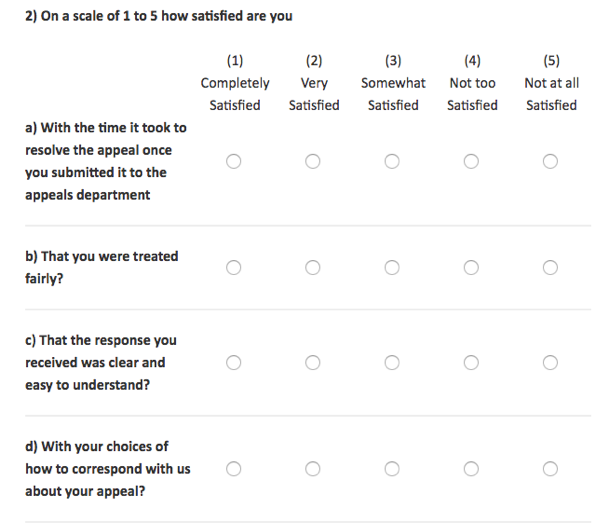 2) On a scale of 1 to 5 how satisfied are you
(1) (2) (3) (4) (5)
Completely Very Somewhat Not too Not at all
Satisfied Satisfied Satisfied Satisfied Satisfied
a) With the time it took to
resolve the appeal once
you submitted it to the
appeals department
b) That you were treated
fairly?
c) That the response you
received was clear and
easy to understand?
d) With your choices of
how to correspond with us
about your appeal?